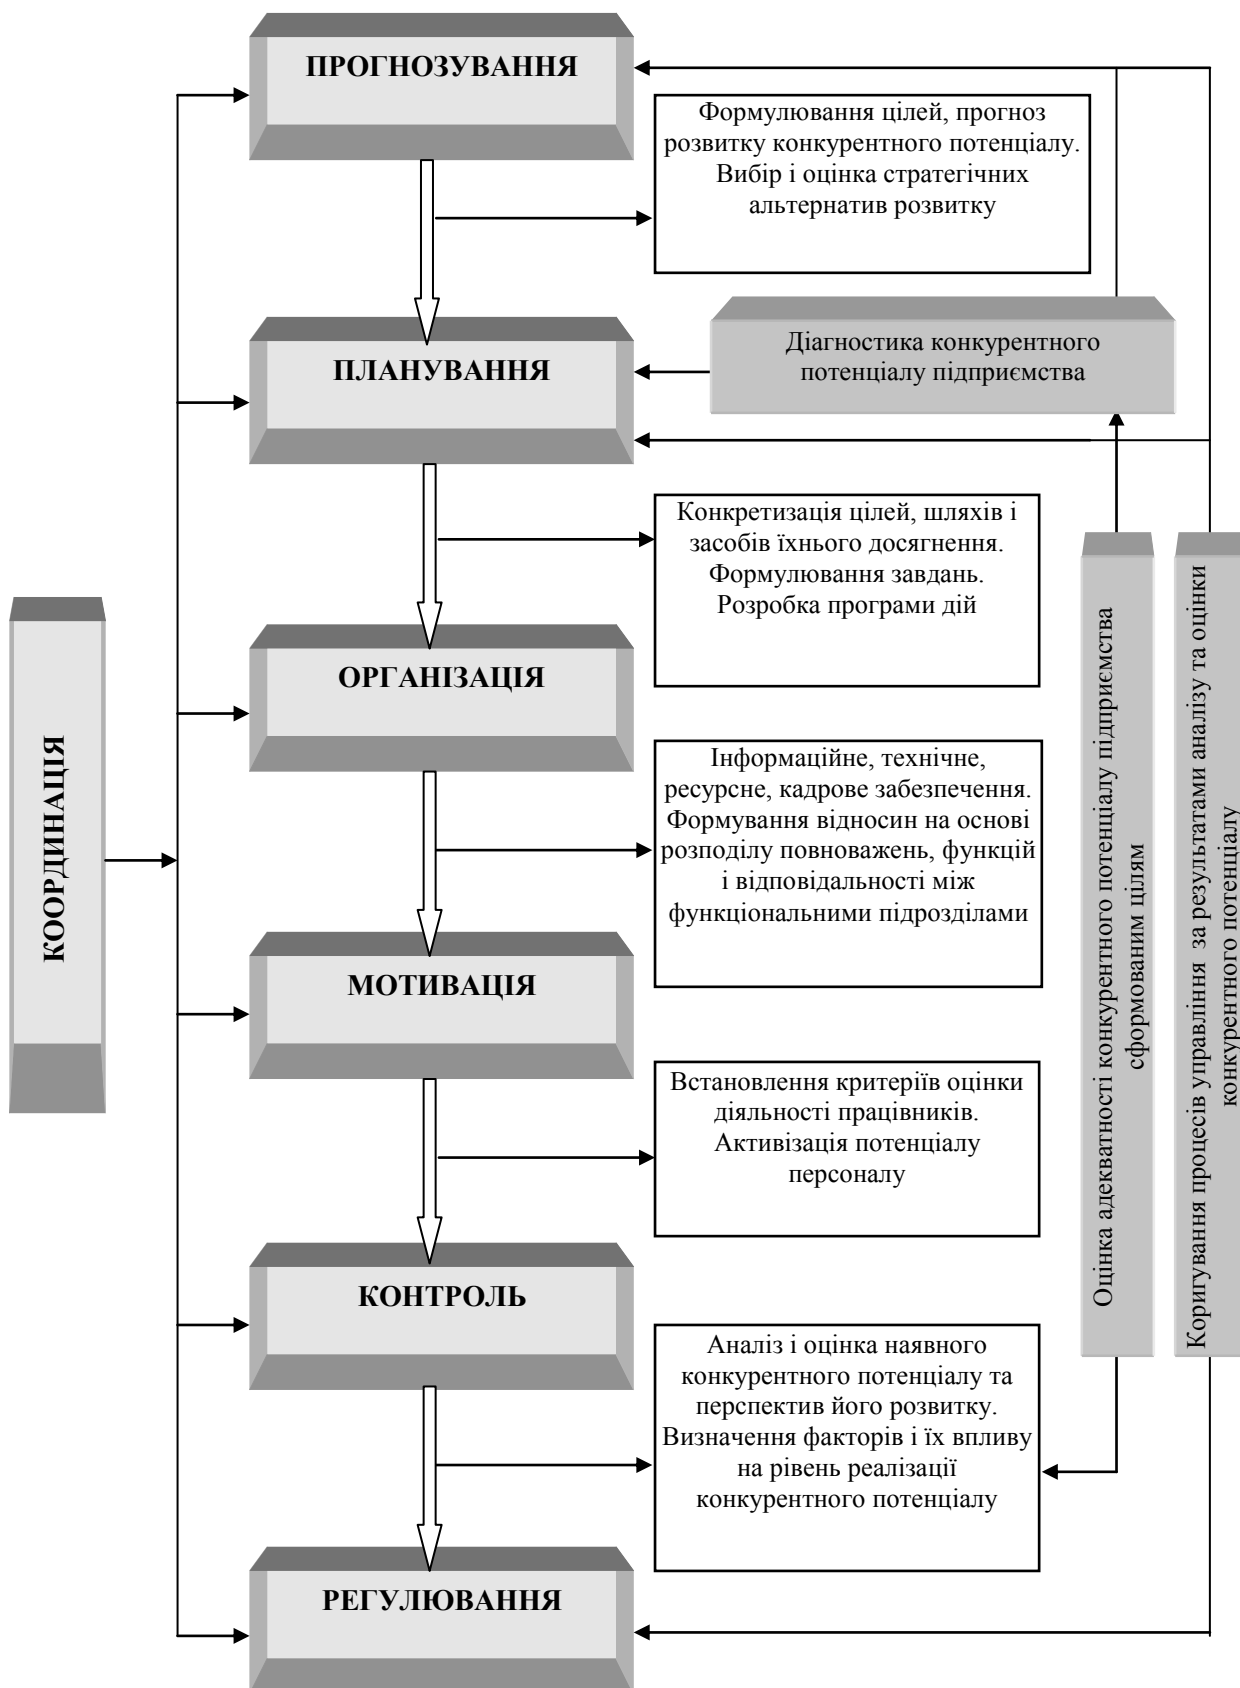 ПРОГНОЗУВАННЯ
Формулювання цілей, прогноз
розвитку конкурентного потенціалу.
Вибір і оцінка стратегічних
альтернатив розвитку
Діагностика конкурентного
потенціалу підприємства
ПЛАНУВАННЯ
Конкретизація цілей, шляхів і
засобів їхнього досягнення.
Формулювання завдань.
Розробка програми дій
ОРГАНІЗАЦІЯ
Інформаційне, технічне,
ресурсне, кадрове забезпечення.
Формування відносин на основі
розподілу повноважень, функцій
і відповідальності між
функціональними підрозділами
КООРДИНАЦІЯ
МОТИВАЦІЯ
Встановлення критеріїв оцінки
діяльності працівників.
Активізація потенціалу
персоналу
КОНТРОЛЬ
Аналіз і оцінка наявного
конкурентного потенціалу та
перспектив його розвитку.
Визначення факторів і їх впливу
на рівень реалізації
конкурентного потенціалу
РЕГУЛЮВАННЯ
Оцінка адекватності конкурентного потенціалу підприємства
сформованим цілям
Коригування процесів управління за результатами аналізу та оцінки
конкурентного потенціалу